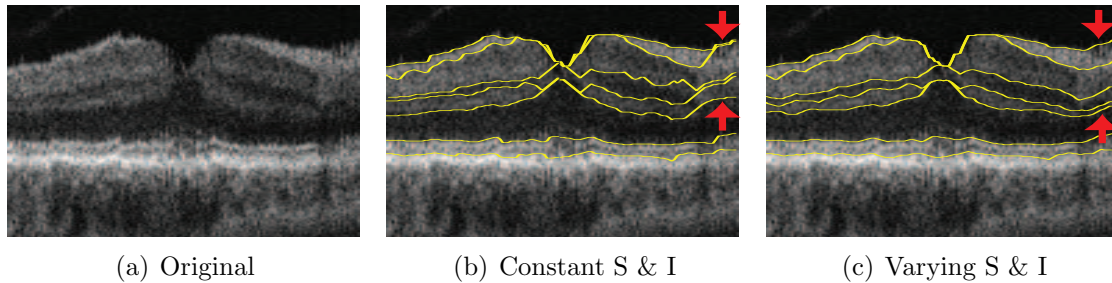 (a) Original
(b) Constant S & I
(c) Varying S & I